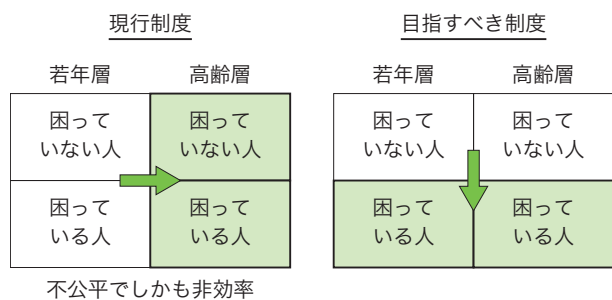 現行制度
若年層
高齢層
困って
いない人
困って
いない人
困って
いる人
困って
いる人
不公平でしかも非効率
目指すべき制度
若年層
高齢層
困って
いない人
困って
いない人
困って
いる人
困って
いる人